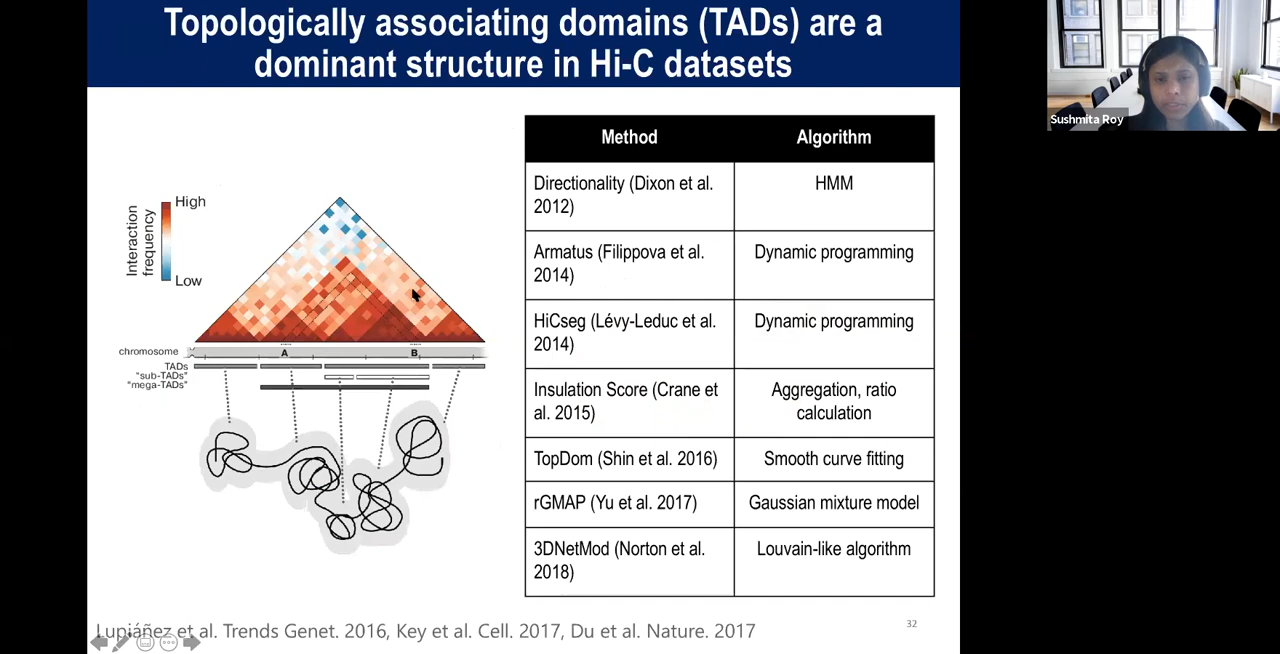 Topologically associating domains (TADs) are a
dominant structure in Hi-C datasets
Sushmita Roy
Interaction
frequency
High
Low
chromosome
A
B
TADs
"sub-TADs"
"mega-TADs"
Method
Algorithm
Directionality (Dixon et al.
2012)
HMM
Armatus (Filippova et al.
2014)
Dynamic programming
HiCseg (Lévy-Leduc et al.
2014)
Dynamic programming
Insulation Score (Crane et
al. 2015)
Aggregation, ratio
calculation
TopDom (Shin et al. 2016)
Smooth curve fitting
rGMAP (Yu et al. 2017)
Gaussian mixture model
3DNetMod (Norton et al.
2018)
Louvain-like algorithm
Lupiáñez et al. Trends Genet. 2016, Key et al. Cell. 2017, Du et al. Nature. 2017
32